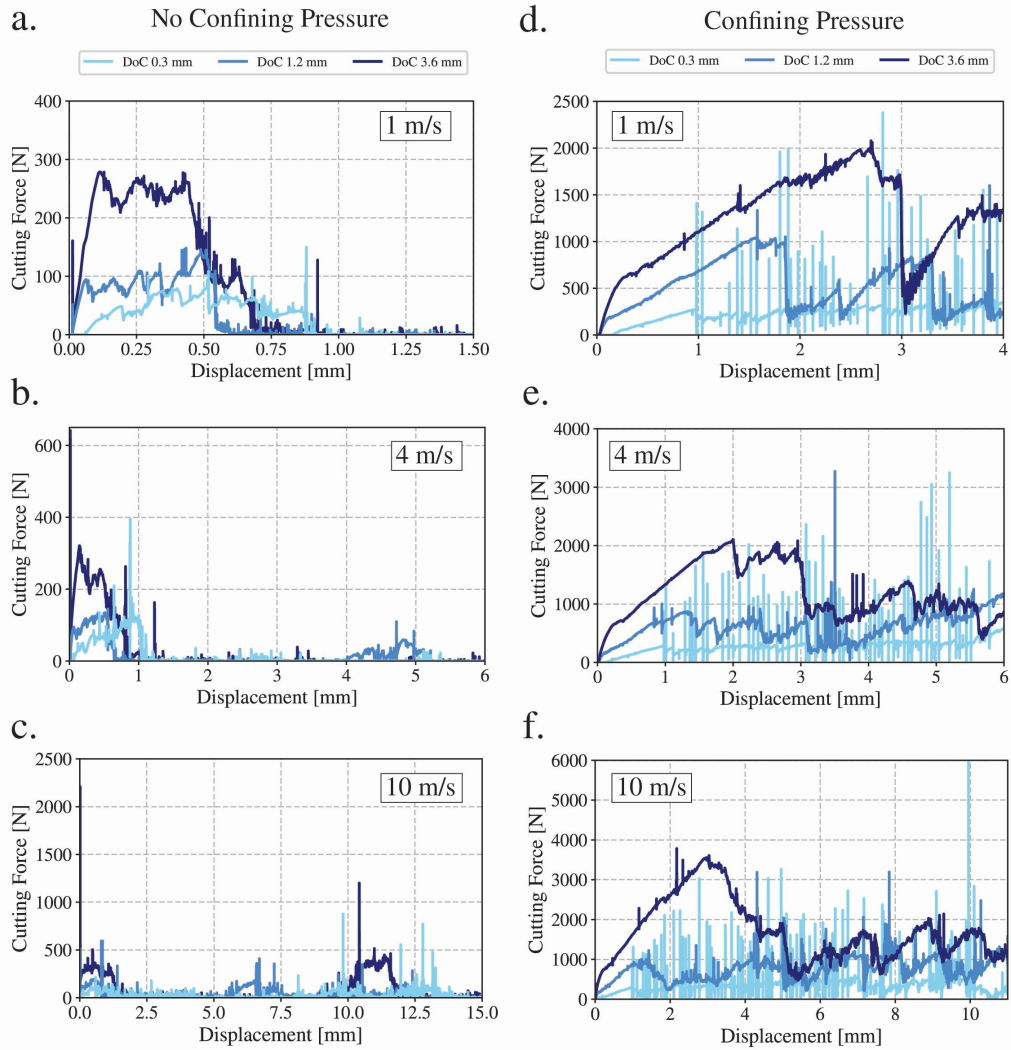 a.
No Confining Pressure
DoC 0.3 mm DoC 1.2 mm DoC 3.6 mm
400
300
200
100
0
Cutting Force [N]
1 m/s
0.00 0.25 0.50 0.75 1.00 1.25 1.50
Displacement [mm]
b.
600
400
200
0
Cutting Force [N]
4 m/s
0 1 2 3 4 5 6
Displacement [mm]
c.
2500
2000
1500
1000
500
0
Cutting Force [N]
10 m/s
0.0 2.5 5.0 7.5 10.0 12.5 15.0
Displacement [mm]
d.
Confining Pressure
DoC 0.3 mm DoC 1.2 mm DoC 3.6 mm
2500
2000
1500
1000
500
0
Cutting Force [N]
1 m/s
0 1 2 3 4
Displacement [mm]
e.
4000
3000
2000
1000
0
Cutting Force [N]
4 m/s
0 1 2 3 4 5 6
Displacement [mm]
f.
6000
5000
4000
3000
2000
1000
0
Cutting Force [N]
10 m/s
0 2 4 6 8 10
Displacement [mm]